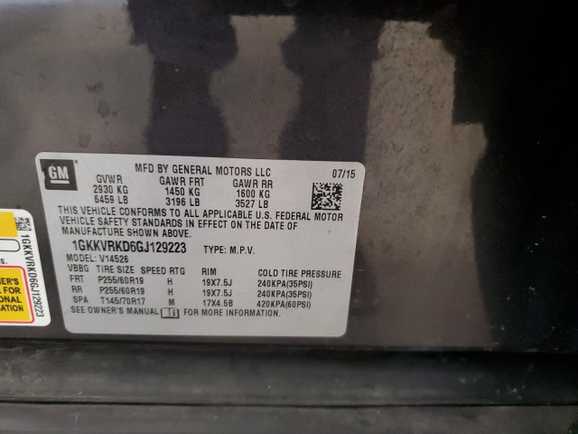 GM
MFD BY GENERAL MOTORS LLC 07/15
GVWR GAWR FRT GAWR RR
2930 KG 1450 KG 1600 KG
6459 LB 3196 LB 3527 LB
THIS VEHICLE CONFORMS TO ALL APPLICABLE U.S. FEDERAL MOTOR
VEHICLE SAFETY STANDARDS IN EFFECT ON THE DATE OF
MANUFACTURE SHOWN ABOVE.
1GKKVRKD6GJ129223 TYPE: M.P.V.
MODEL: V14526
VBBG TIRE SIZE SPEED RTG RIM COLD TIRE PRESSURE
FRT P255/60R19 H 19X7.5J 240KPA(35PSI)
RR P255/60R19 H 19X7.5J 240KPA(35PSI)
SPA T145/70R17 M 17X4.5B 420KPA(60PSI)
SEE OWNER'S MANUAL FOR MORE INFORMATION.
1GKKVRKD6GJ129223
ER'S
FOR
ONAL
TION